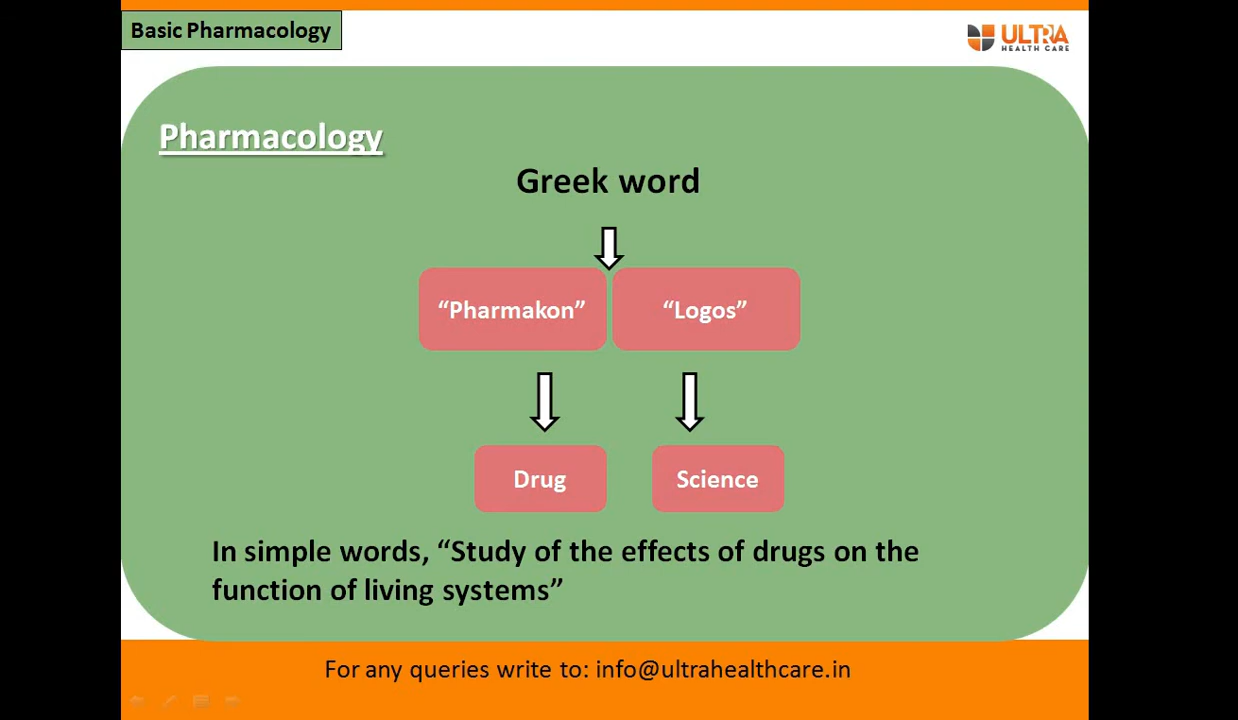 Basic Pharmacology
ULTRA
HEALTH CARE
Pharmacology
Greek word
“Pharmakon”
“Logos”
Drug
Science
In simple words, “Study of the effects of drugs on the
function of living systems”
For any queries write to: info@ultrahealthcare.in